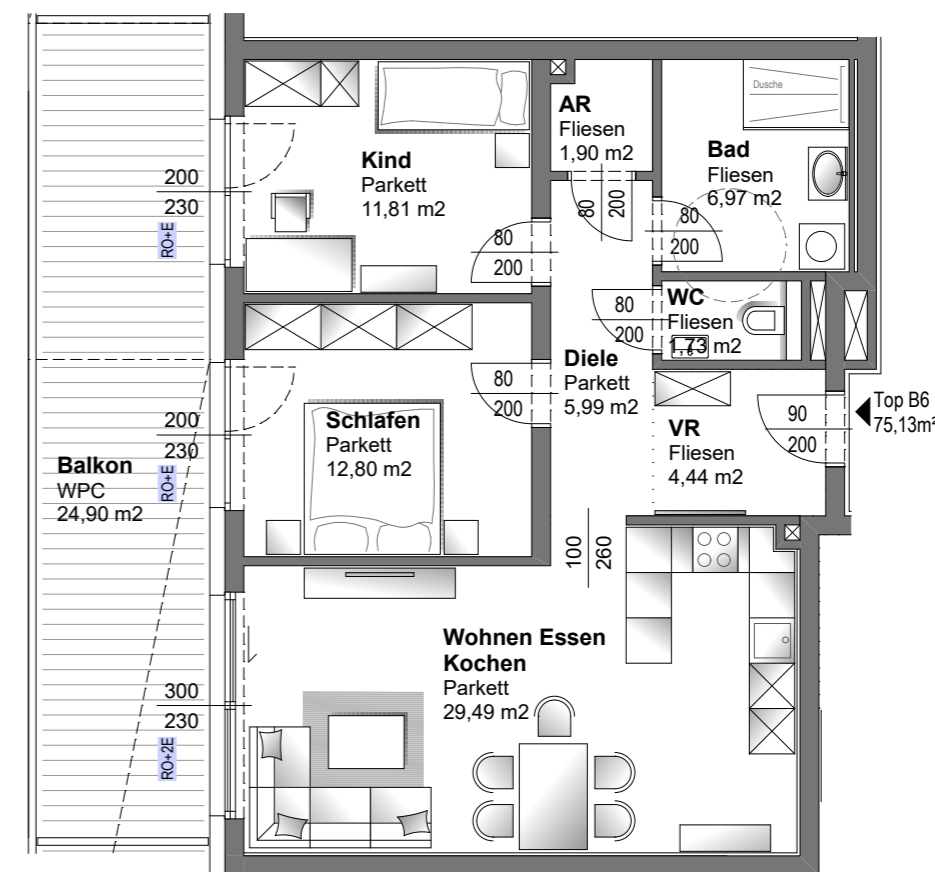 Kind
Parkett
11,81 m2
AR
Fliesen
1,90 m2
Bad
Fliesen
6,97 m2
Dusche
200
230
RO+E
80
200
80
200
80
200
WC
Fliesen
1,73 m2
80
200
Diele
Parkett
5,99 m2
80
200
Schlafen
Parkett
12,80 m2
200
230
RO+E
Balkon
WPC
24,90 m2
VR
Fliesen
4,44 m2
90
200
Top B6
75,13m²
100
260
Wohnen Essen
Kochen
Parkett
29,49 m2
300
230
RO+2E